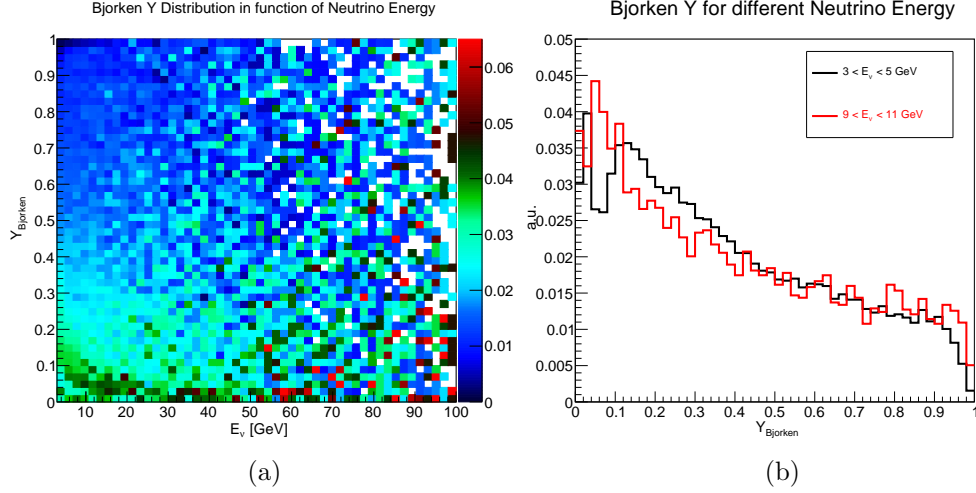 Bjorken Y Distribution in function of Neutrino Energy
Y_Bjorken
1
0.9
0.8
0.7
0.6
0.5
0.4
0.3
0.2
0.1
0
10 20 30 40 50 60 70 80 90 100
E_ν [GeV]
0.06
0.05
0.04
0.03
0.02
0.01
0
(a)
Bjorken Y for different Neutrino Energy
a.u.
0.05
0.045
0.04
0.035
0.03
0.025
0.02
0.015
0.01
0.005
0
3 < E_ν < 5 GeV
9 < E_ν < 11 GeV
0 0.1 0.2 0.3 0.4 0.5 0.6 0.7 0.8 0.9 1
Y_Bjorken
(b)